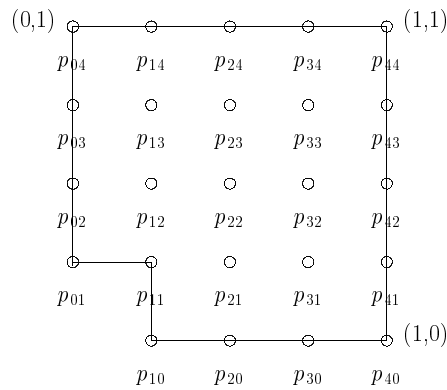 (0,1) (1,1)
p04 p14 p24 p34 p44
p03 p13 p23 p33 p43
p02 p12 p22 p32 p42
p01 p11 p21 p31 p41
(1,0)
p10 p20 p30 p40